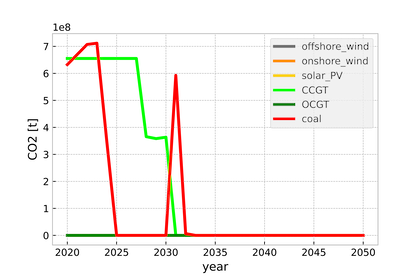 1e8
7
6
5
4
3
2
1
0
CO2 [t]
offshore_wind
onshore_wind
solar_PV
CCGT
OCGT
coal
2020 2025 2030 2035 2040 2045 2050
year